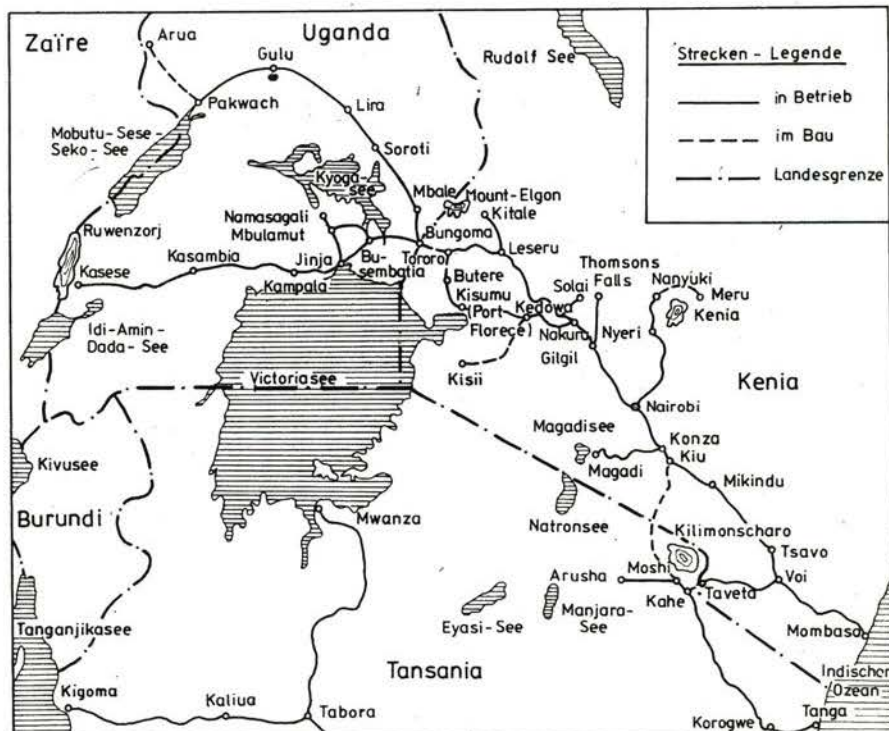 Zaïre
Arua
Uganda
Gulu
Rudolf See
Strecken - Legende
in Betrieb
im Bau
Landesgrenze
Pakwach
Lira
Mobutu-Sese-
Seko-See
Soroti
Kyoga-
see
Mbale
Mount-Elgon
Kitale
Namasagali
Mbulamut
Bungoma
Ruwenzorj
Kasambia
Jinja
Bu-
sembatia
Tororo
Leseru
Kasese
Kampala
Butere
Kisumu
(Port
Florece)
Kedowa
Solai
Thomsons
Falls
Nanyuki
Meru
Kenia
Nakuru
Gilgil
Nyeri
Idi-Amin-
Dada-See
Kisii
Victoriasee
Kenia
Nairobi
Magadisee
Magadi
Konza
Kiu
Mikindu
Kivusee
Burundi
Mwanza
Natronsee
Kilimonscharo
Tsavo
Arusha
Moshi
Voi
Kahe
Taveta
Eyasi-See
Manjara-
See
Mombasa
Tanganjikasee
Tansania
Indischer
Ozean
Kigoma
Kaliua
Tabora
Korogwe
Tanga